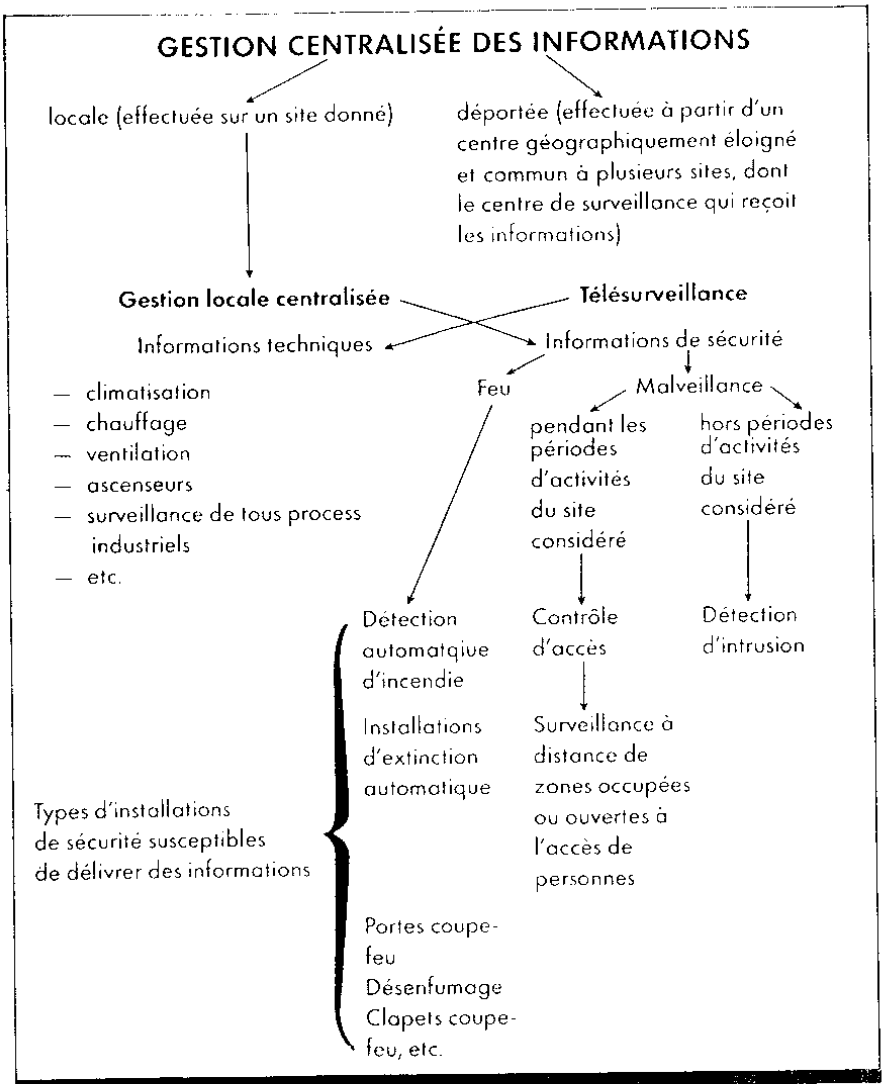 GESTION CENTRALISÉE DES INFORMATIONS
locale (effectuée sur un site donné)
déportée (effectuée à partir d'un
centre géographiquement éloigné
et commun à plusieurs sites, dont
le centre de surveillance qui reçoit
les informations)
Gestion locale centralisée
Télésurveillance
Informations techniques
Informations de sécurité
— climatisation
— chauffage
— ventilation
— ascenseurs
— surveillance de tous process
industriels
— etc.
Feu
Malveillance
pendant les
périodes
d'activités
du site
considéré
hors périodes
d'activités
du site
considéré
Détection
automatqiue
d'incendie
Contrôle
d'accès
Détection
d'intrusion
Installations
d'extinction
automatique
Surveillance à
distance de
zones occupées
ou ouvertes à
l'accès de
personnes
Types d'installations
de sécurité susceptibles
de délivrer des informations
Portes coupe-
feu
Désenfumage
Clapets coupe-
feu, etc.